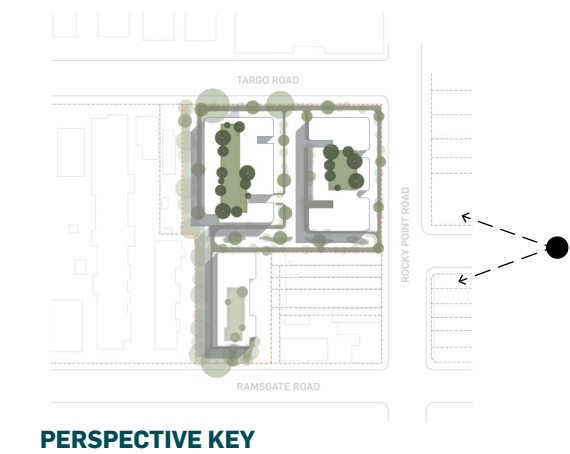 TARGO ROAD
ROCKY POINT ROAD
RAMSGATE ROAD
PERSPECTIVE KEY